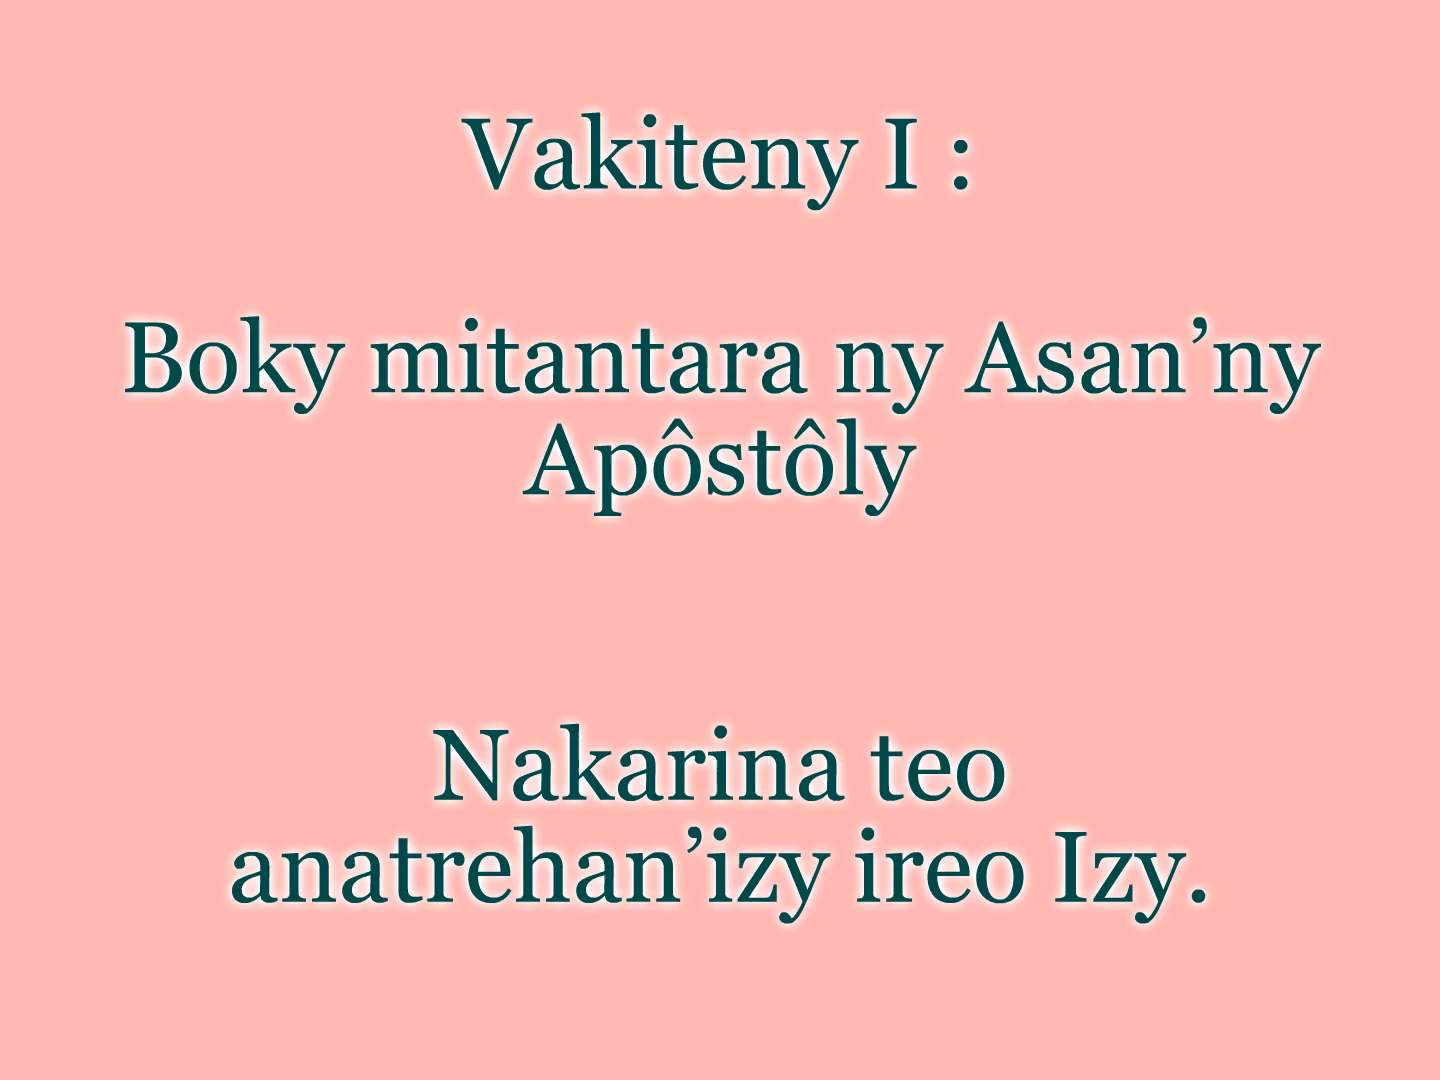 Vakiteny I :
Boky mitantara ny Asan’ny
Apôstôly
Nakarina teo
anatrehan’izy ireo Izy.